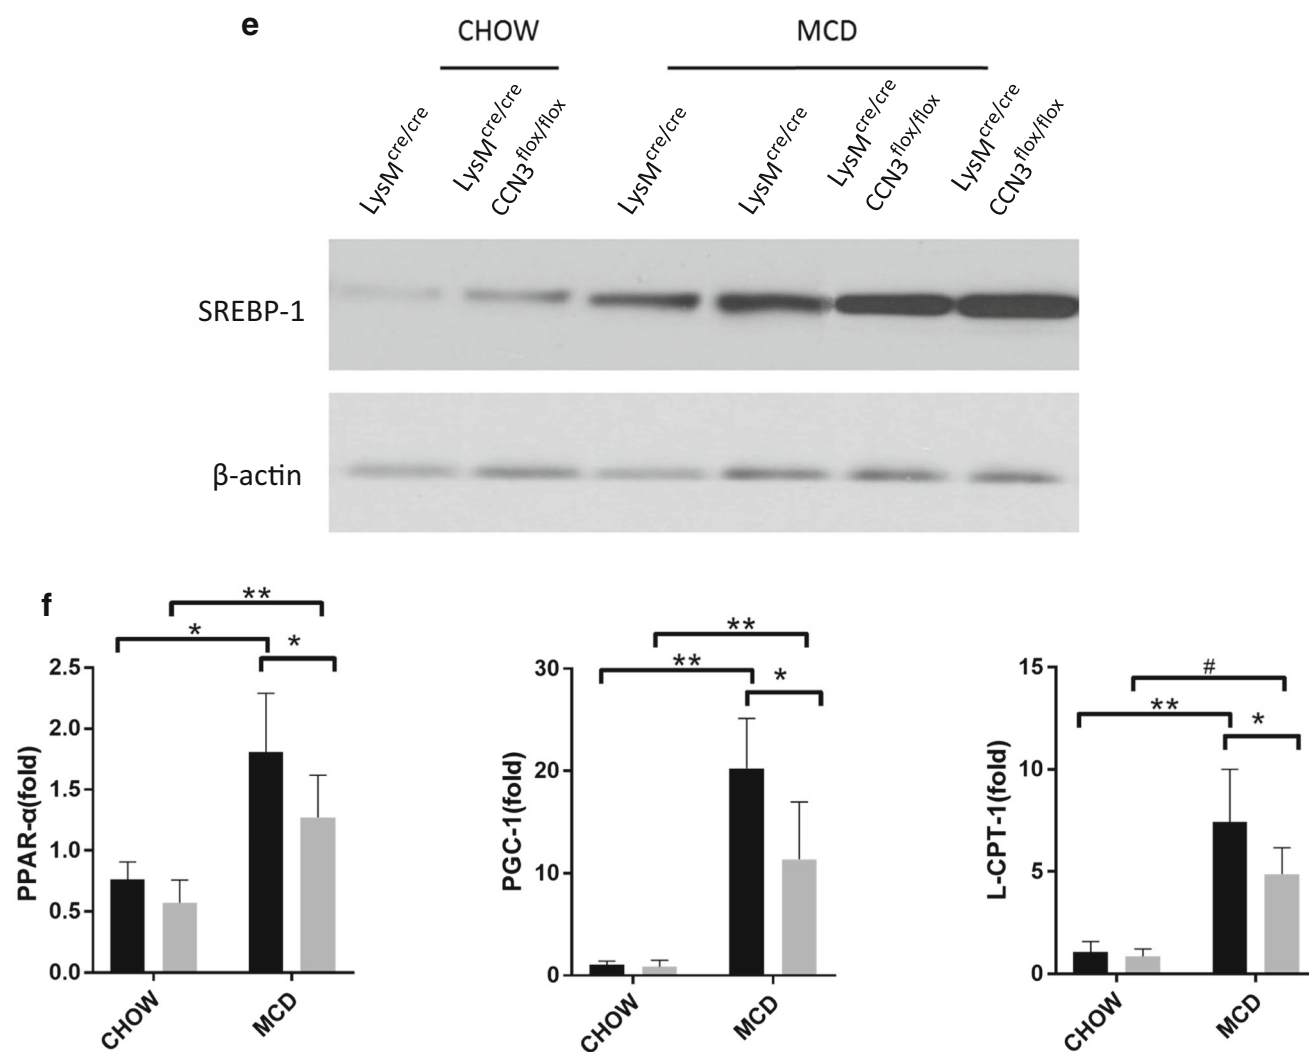 e
CHOW
MCD
LysMcre/cre
LysMcre/cre
CCN3flox/flox
LysMcre/cre
LysMcre/cre
LysMcre/cre
CCN3flox/flox
LysMcre/cre
CCN3flox/flox
SREBP-1
β-actin
f
**
*
*
2.5
2.0
1.5
1.0
0.5
0.0
PPAR-α(fold)
CHOW
MCD
**
**
*
30
20
10
0
PGC-1(fold)
CHOW
MCD
#
**
*
15
10
5
0
L-CPT-1(fold)
CHOW
MCD